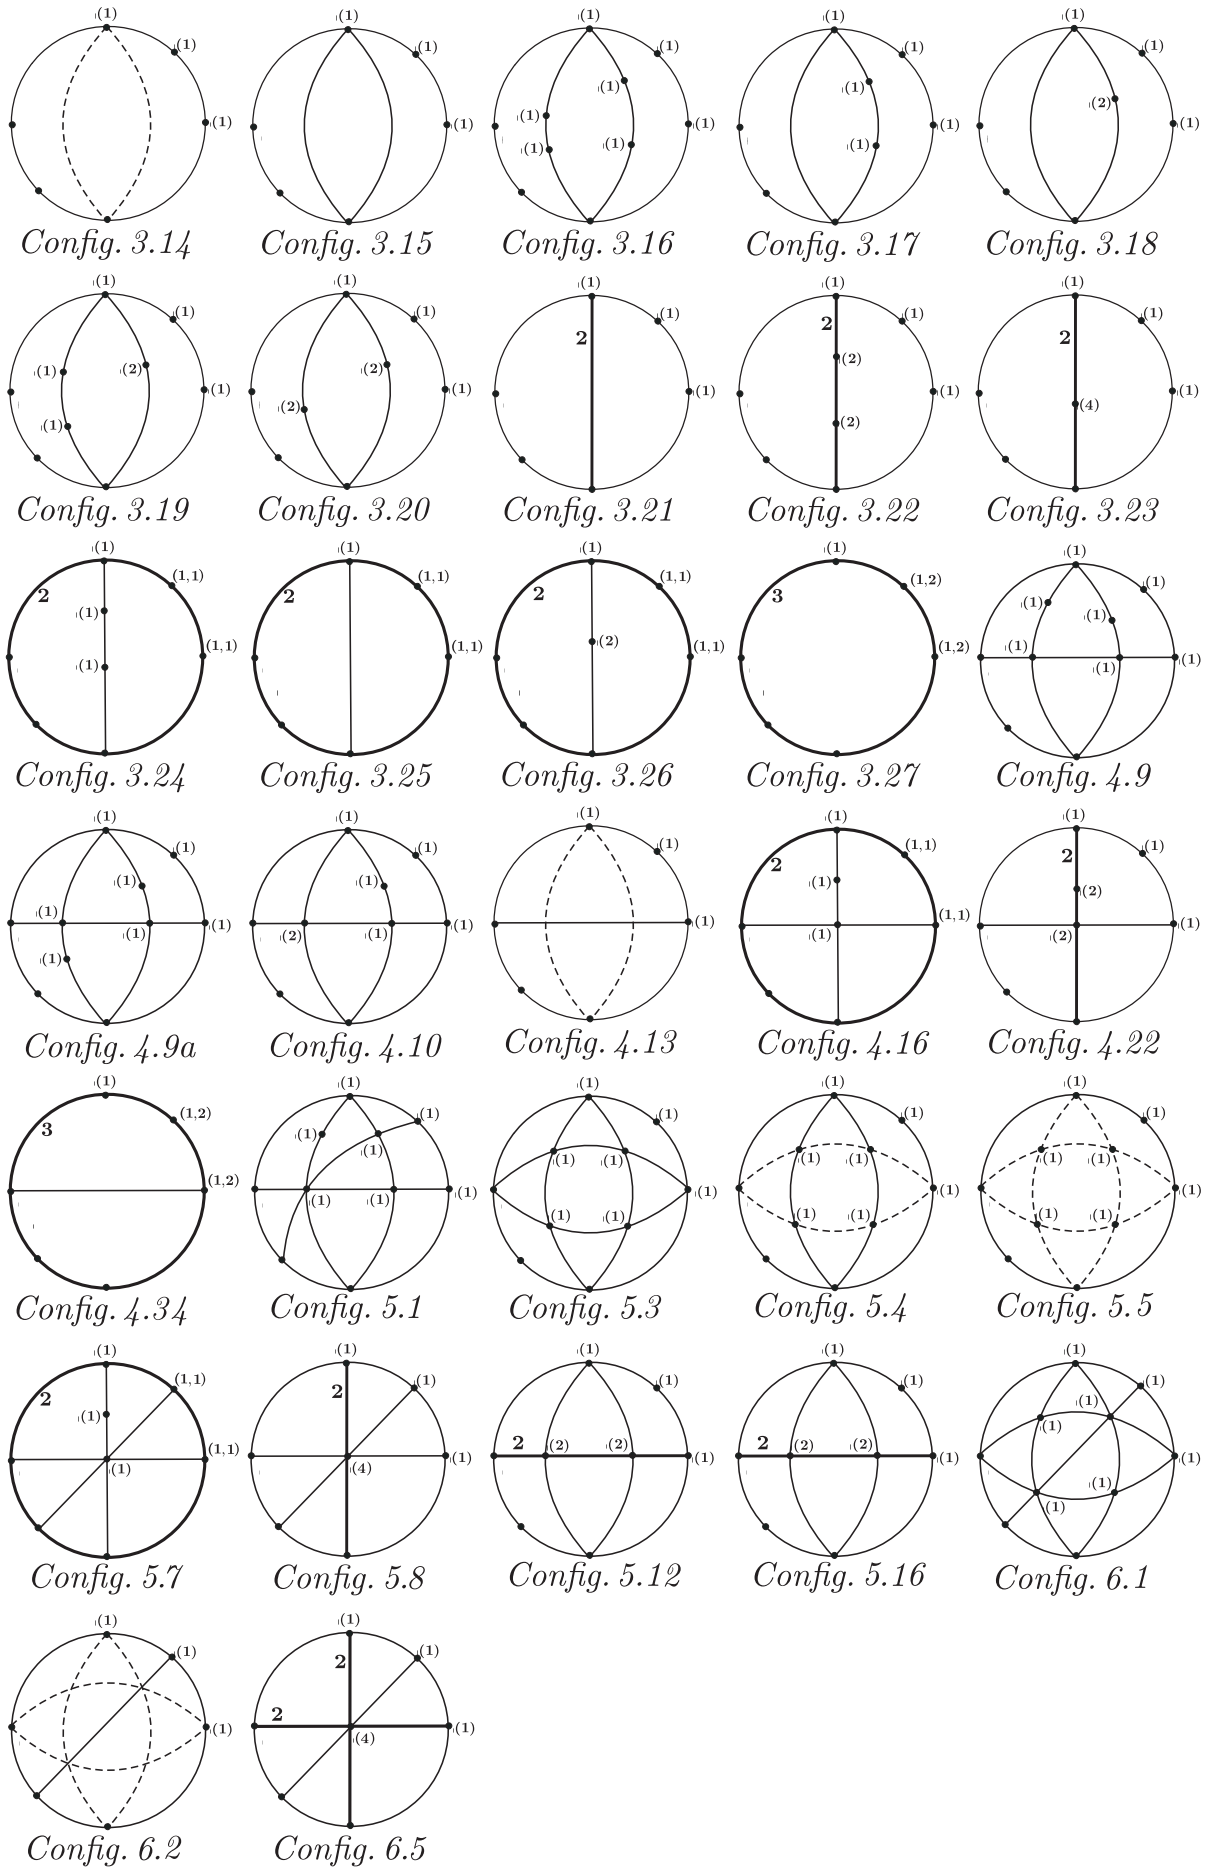 (1) (1) (1) (1) (1)
(1) (1) (1) (1) (1)
(1) (1) (2)
(1) (1) (1) (1) (1) (1) (1)
(1) (1) (1)
Config. 3.14 Config. 3.15 Config. 3.16 Config. 3.17 Config. 3.18
(1) (1) (1) (1) (1)
(1) (1) (1) (1) (1)
2 2 2
(1) (2) (2) (2)
(1) (1) (1) (1) (1)
(2) (4)
(1) (2)
Config. 3.19 Config. 3.20 Config. 3.21 Config. 3.22 Config. 3.23
(1) (1) (1) (1) (1)
(1,1) (1,1) (1,1) (1,2) (1)
2 2 2 3
(1) (1) (1)
(1) (1,1) (1,1) (2) (1,1) (1,2) (1) (1) (1)
Config. 3.24 Config. 3.25 Config. 3.26 Config. 3.27 Config. 4.9
(1) (1) (1) (1) (1)
(1) (1) (1) (1,1) (1)
2 2
(1) (1) (1) (2)
(1) (1) (1) (1) (1,1) (1)
(1) (2) (1) (1) (2)
(1)
Config. 4.9a Config. 4.10 Config. 4.13 Config. 4.16 Config. 4.22
(1) (1) (1) (1) (1)
(1,2) (1) (1) (1) (1)
3 (1)
(1) (1) (1) (1) (1) (1) (1)
(1,2) (1) (1) (1) (1)
(1) (1)
(1) (1) (1) (1) (1) (1)
Config. 4.34 Config. 5.1 Config. 5.3 Config. 5.4 Config. 5.5
(1) (1) (1) (1) (1)
(1,1) (1) (1) (1) (1)
2 2
(1) (1)
(1) (1)
2 (2) (2) 2 (2) (2)
(1,1) (1) (1) (1) (1)
(1) (4) (1)
(1)
Config. 5.7 Config. 5.8 Config. 5.12 Config. 5.16 Config. 6.1
(1) (1)
(1) (1)
2
2
(1) (1)
(4)
Config. 6.2 Config. 6.5